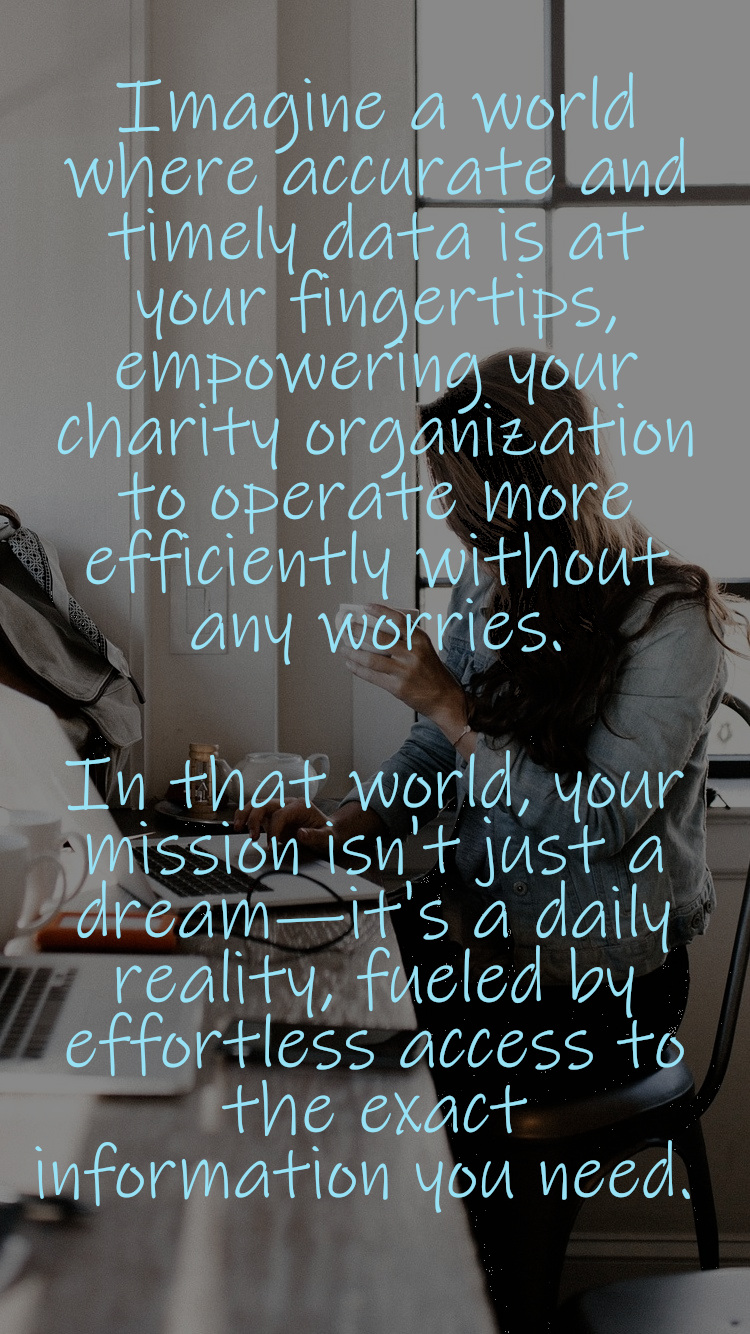 Imagine a world
where accurate and
timely data is at
your fingertips,
empowering your
charity organization
to operate more
efficiently without
any worries.
In that world, your
mission isn't just a
dream—it's a daily
reality, fueled by
effortless access to
the exact
information you need.